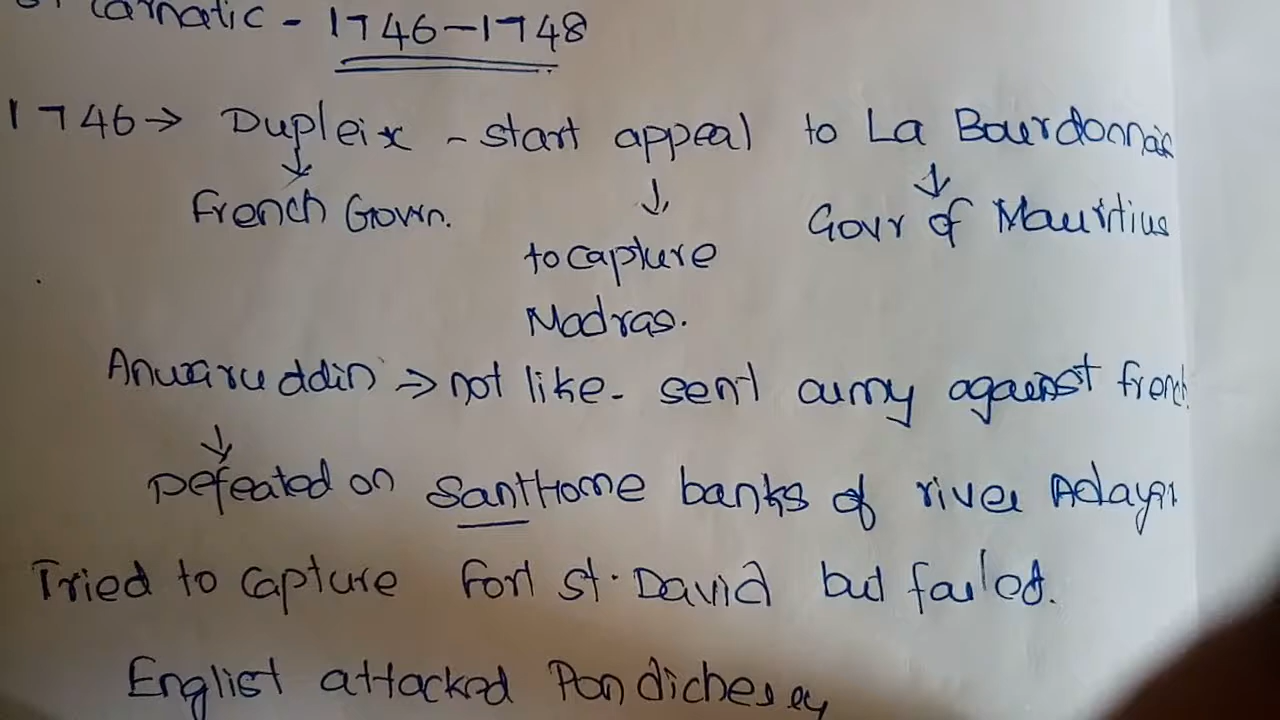 Carnatic - 1746-1748
1746 → Dupleix - start appeal to La Bourdonnais
↓ ↓ ↓
French Govrn. Govr of Mauritius
to capture
Madras.
Anwaruddin ⇒ not like - sent army against french
↓
Defeated on SantHome banks of river Adayar
Tried to capture Fort St. David but failed.
Englist attacked Pondicherry